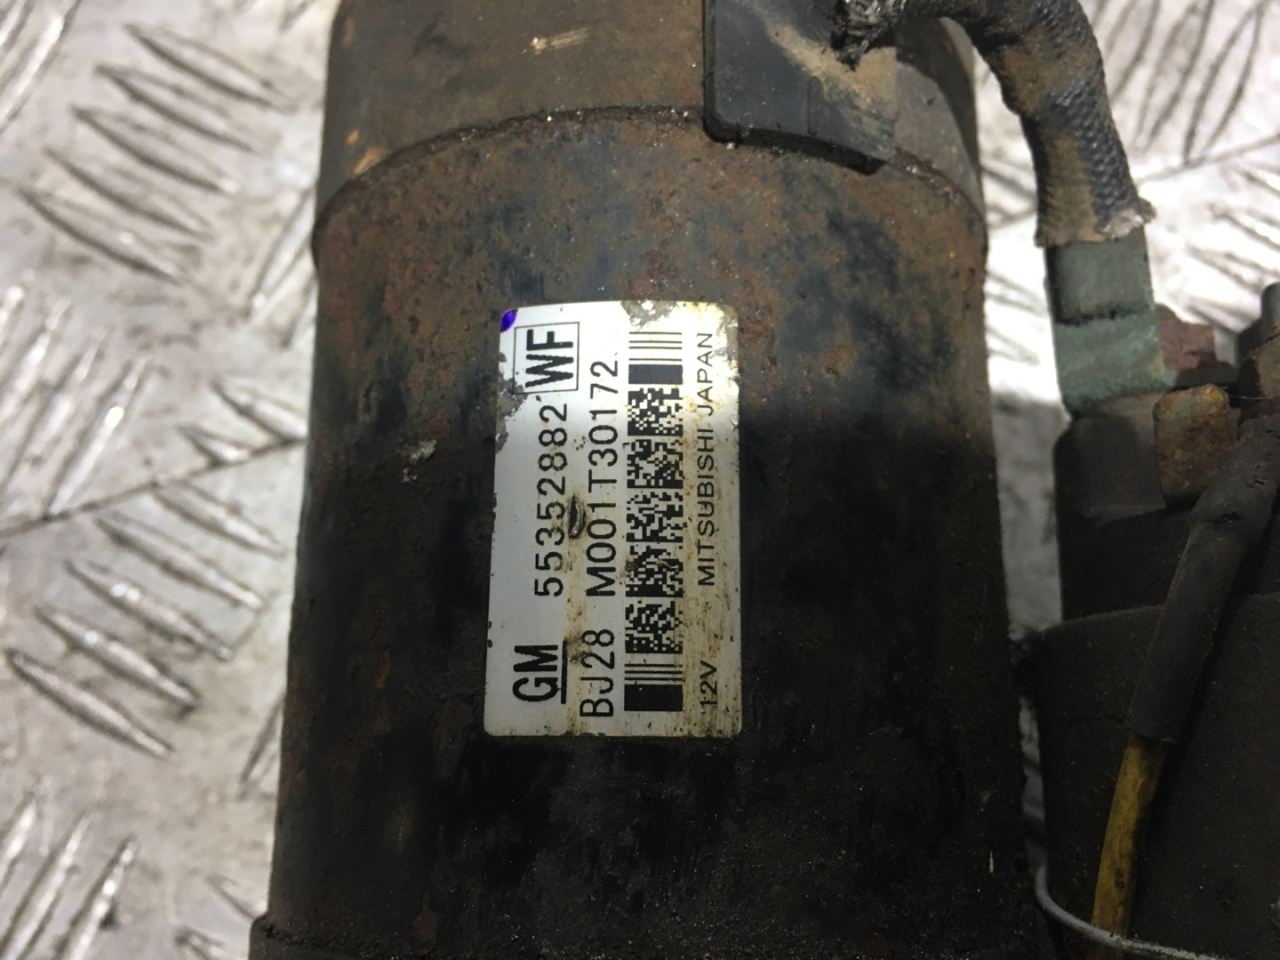 GM 55352882 WF
BJ28 M001T30172
12V MITSUBISHI JAPAN